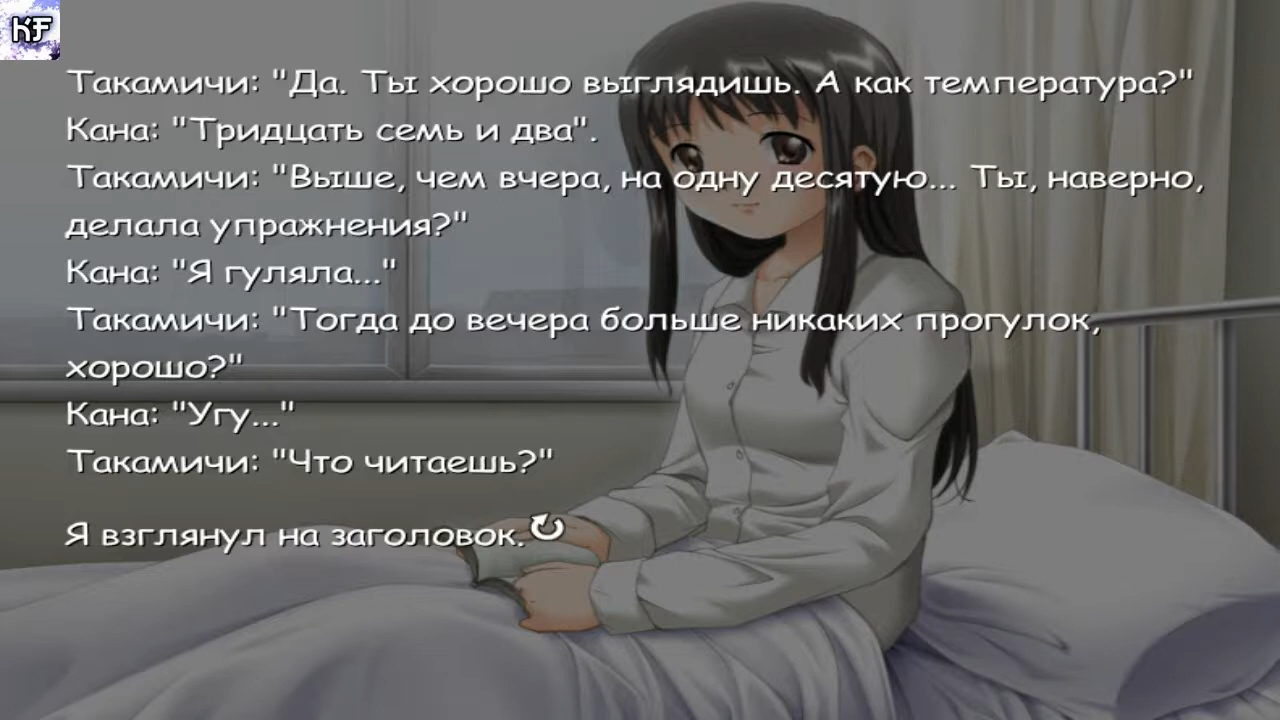 KF
Такамичи: "Да. Ты хорошо выглядишь. А как температура?"
Кана: "Тридцать семь и два".
Такамичи: "Выше, чем вчера, на одну десятую... Ты, наверно,
делала упражнения?"
Кана: "Я гуляла..."
Такамичи: "Тогда до вечера больше никаких прогулок,
хорошо?"
Кана: "Угу..."
Такамичи: "Что читаешь?"
Я взглянул на заголовок.